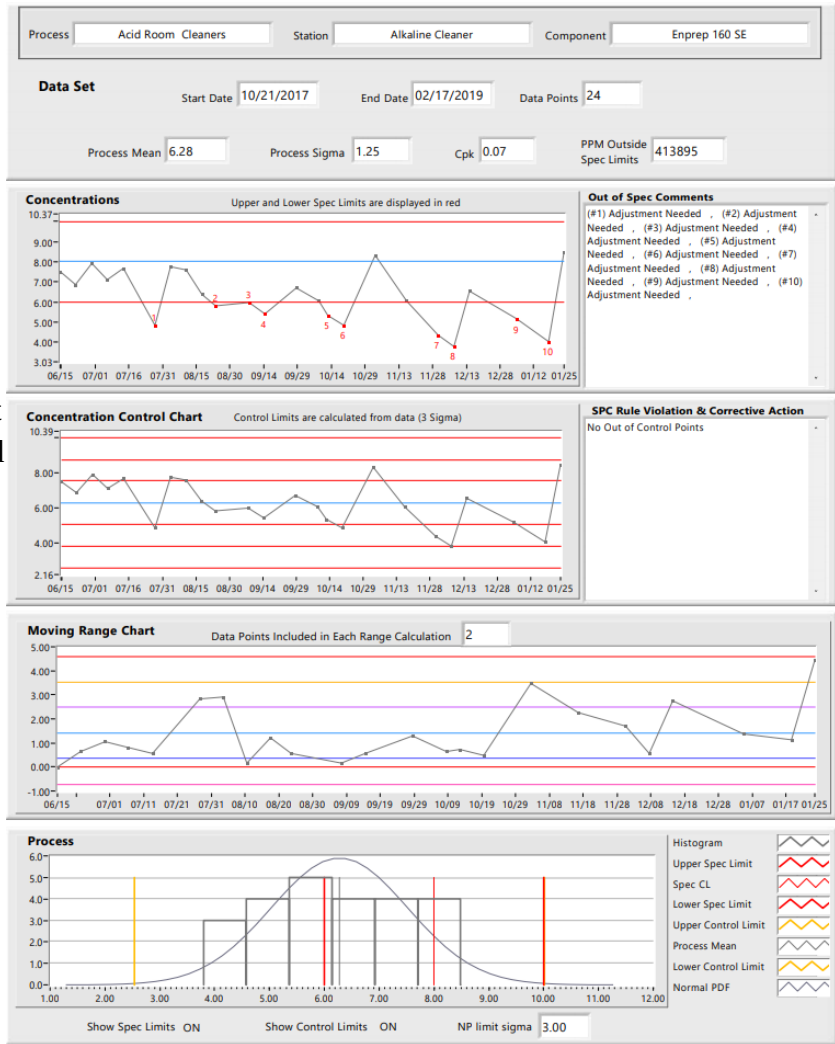 Process Acid Room Cleaners Station Alkaline Cleaner Component Enprep 160 SE
Data Set
Start Date 10/21/2017 End Date 02/17/2019 Data Points 24
Process Mean 6.28 Process Sigma 1.25 Cpk 0.07 PPM Outside Spec Limits 413895
Concentrations Upper and Lower Spec Limits are displayed in red
10.37
9.00
8.00
7.00
6.00
5.00
4.00
3.03
1 2 3 4 5 6 7 8 9 10
06/15 07/01 07/16 07/31 08/15 08/30 09/14 09/29 10/14 10/29 11/13 11/28 12/13 12/28 01/12 01/25
Out of Spec Comments
(#1) Adjustment Needed , (#2) Adjustment
Needed , (#3) Adjustment Needed , (#4)
Adjustment Needed , (#5) Adjustment
Needed , (#6) Adjustment Needed , (#7)
Adjustment Needed , (#8) Adjustment
Needed , (#9) Adjustment Needed , (#10)
Adjustment Needed ,
Concentration Control Chart Control Limits are calculated from data (3 Sigma)
10.39
8.00
6.00
4.00
2.16
06/15 07/01 07/16 07/31 08/15 08/30 09/14 09/29 10/14 10/29 11/13 11/28 12/13 12/28 01/12 01/25
SPC Rule Violation & Corrective Action
No Out of Control Points
Moving Range Chart Data Points Included in Each Range Calculation 2
5.00
4.00
3.00
2.00
1.00
0.00
-1.00
06/15 07/01 07/11 07/21 07/31 08/10 08/20 08/30 09/09 09/19 09/29 10/09 10/19 10/29 11/08 11/18 11/28 12/08 12/18 12/28 01/07 01/17 01/25
Process
6.0
5.0
4.0
3.0
2.0
1.0
0.0
1.00 2.00 3.00 4.00 5.00 6.00 7.00 8.00 9.00 10.00 11.00 12.00
Histogram
Upper Spec Limit
Spec CL
Lower Spec Limit
Upper Control Limit
Process Mean
Lower Control Limit
Normal PDF
Show Spec Limits ON Show Control Limits ON NP limit sigma 3.00